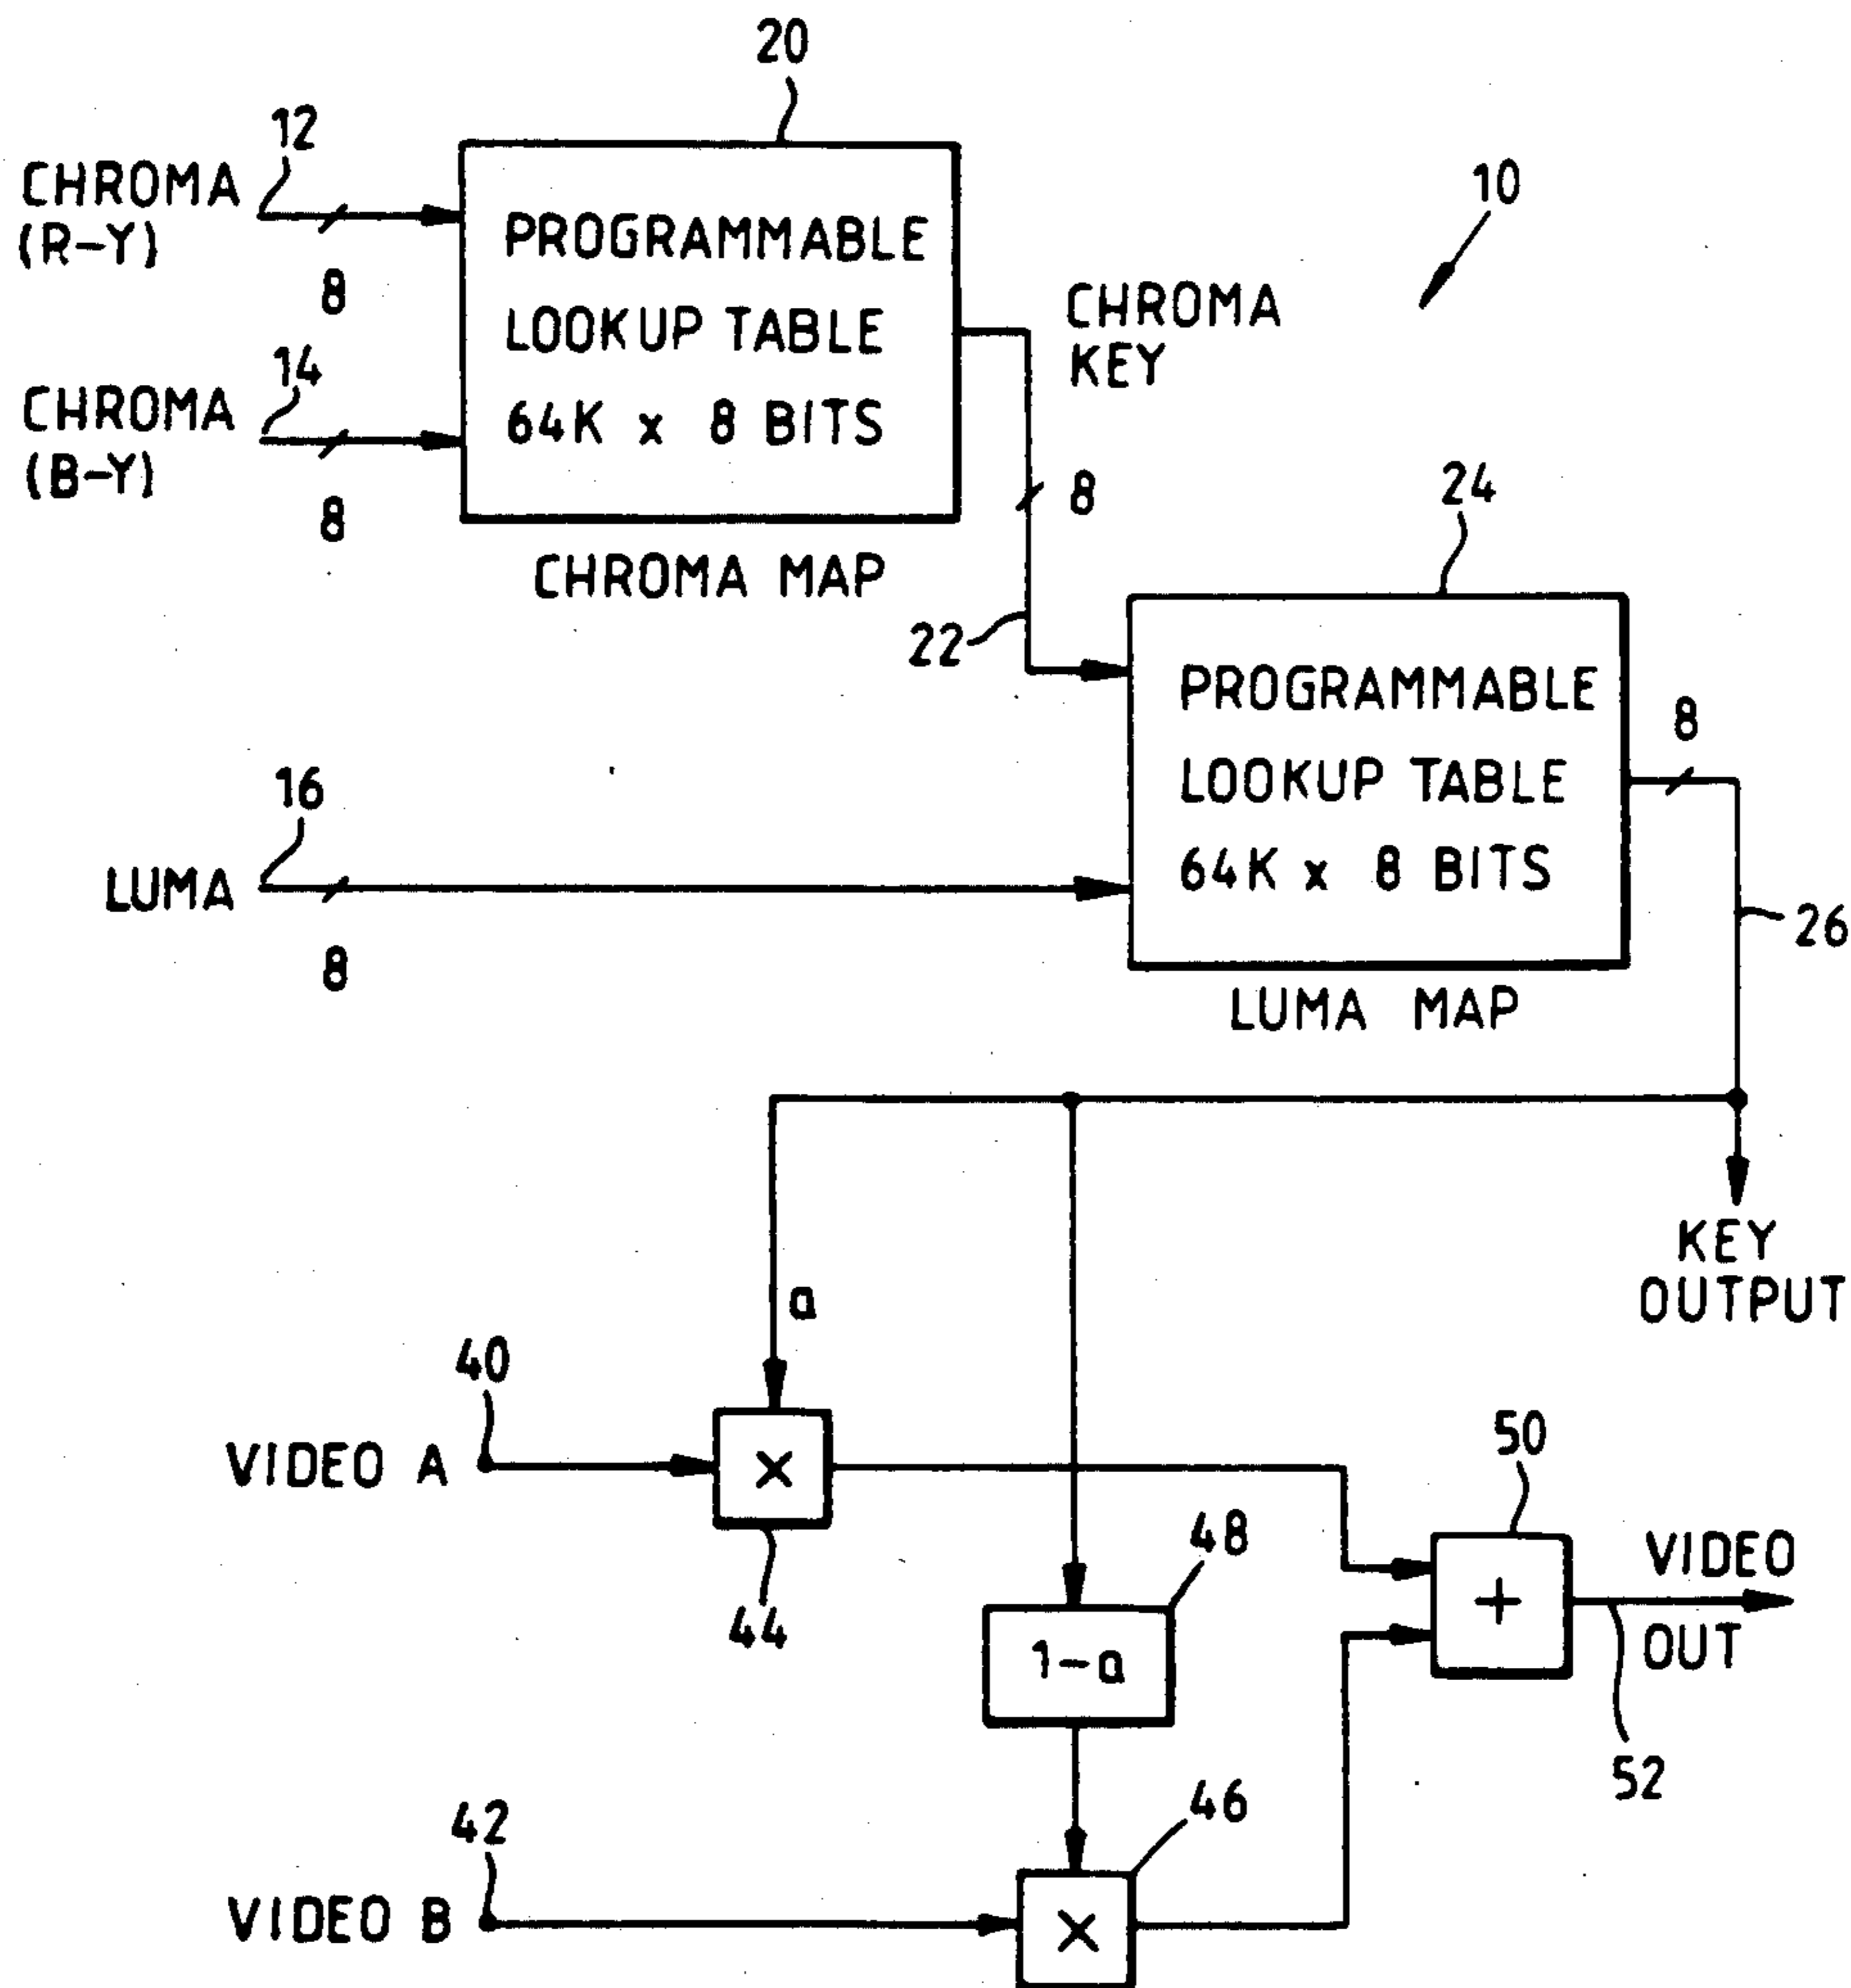 20
12
CHROMA
(R-Y)
8
10
PROGRAMMABLE
LOOKUP TABLE
64K x 8 BITS
CHROMA MAP
CHROMA
KEY
14
CHROMA
(B-Y)
8
8
22
24
PROGRAMMABLE
LOOKUP TABLE
64K x 8 BITS
LUMA MAP
8
16
LUMA
8
26
KEY
OUTPUT
a
40
VIDEO A
44
48
1-a
50
+
VIDEO
OUT
52
x
42
VIDEO B
46
x